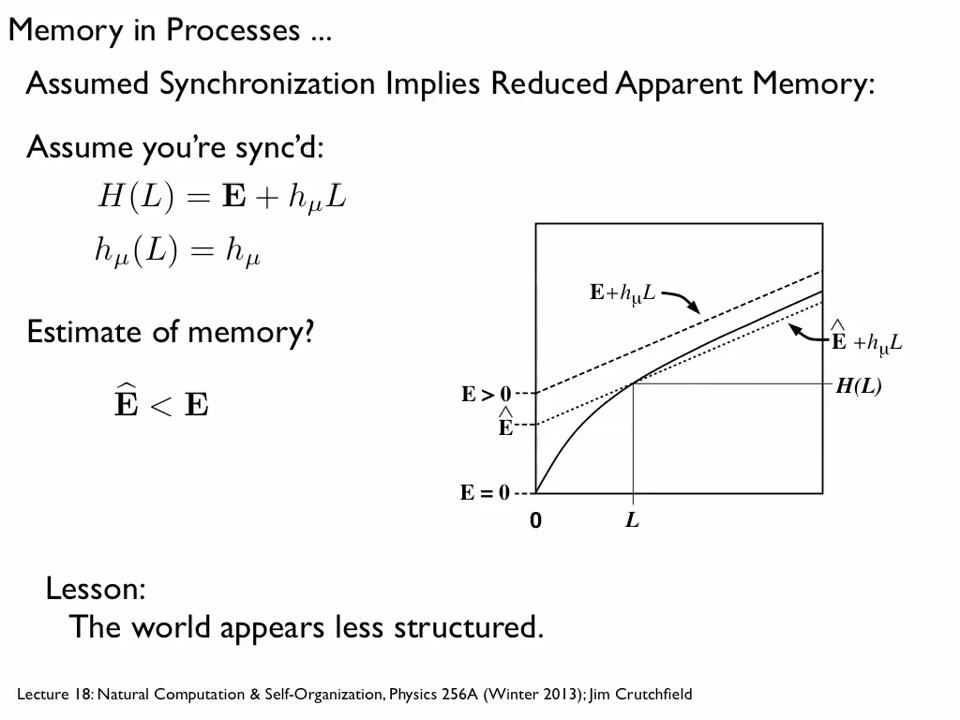 Memory in Processes ...
Assumed Synchronization Implies Reduced Apparent Memory:
Assume you're sync'd:
H(L) = E + hμL
hμ(L) = hμ
Estimate of memory?
Ê < E
E+hμL
Ê +hμL
E > 0
H(L)
Ê
E = 0
0
L
Lesson:
The world appears less structured.
Lecture 18: Natural Computation & Self-Organization, Physics 256A (Winter 2013); Jim Crutchfield